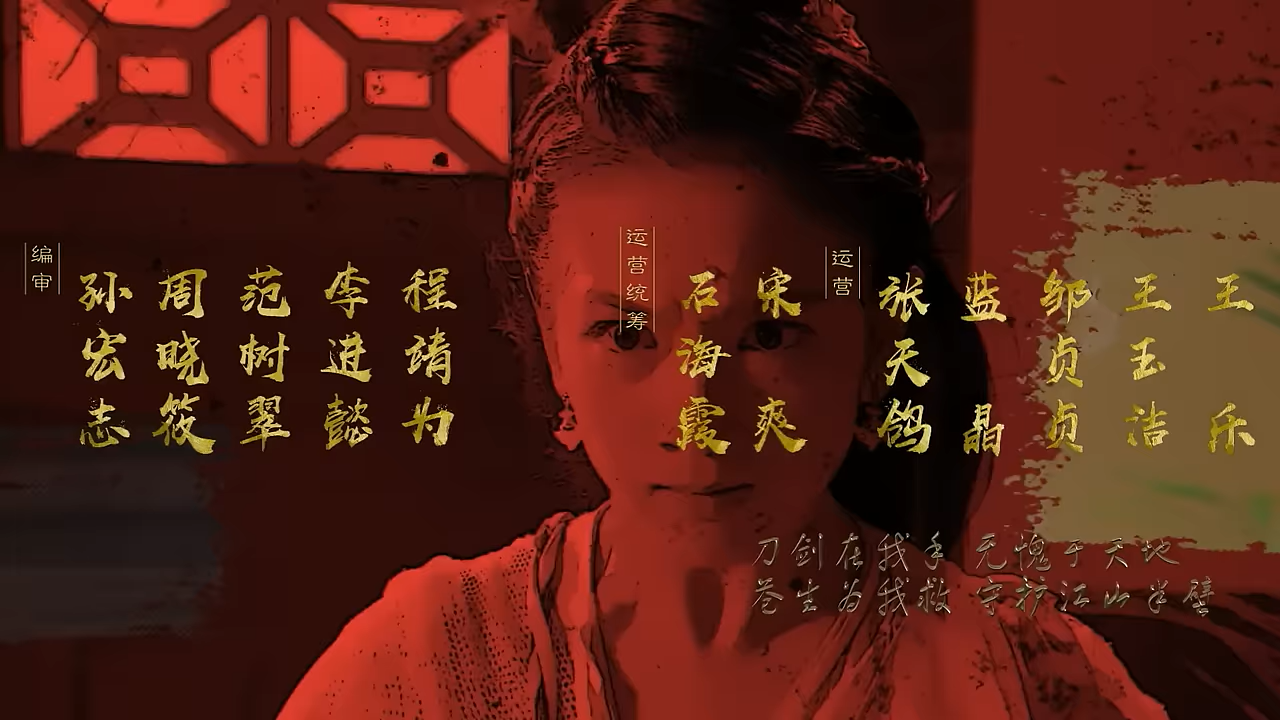 编审
孙宏志
周晓筱
范树翠
李进懿
程靖为
运营统筹
石海霞
宋爽
运营
张天鸽
蓝晶
邹贞贞
王玉洁
王乐
刀剑在我手 无愧于天地
苍生为我救 守护江山半壁